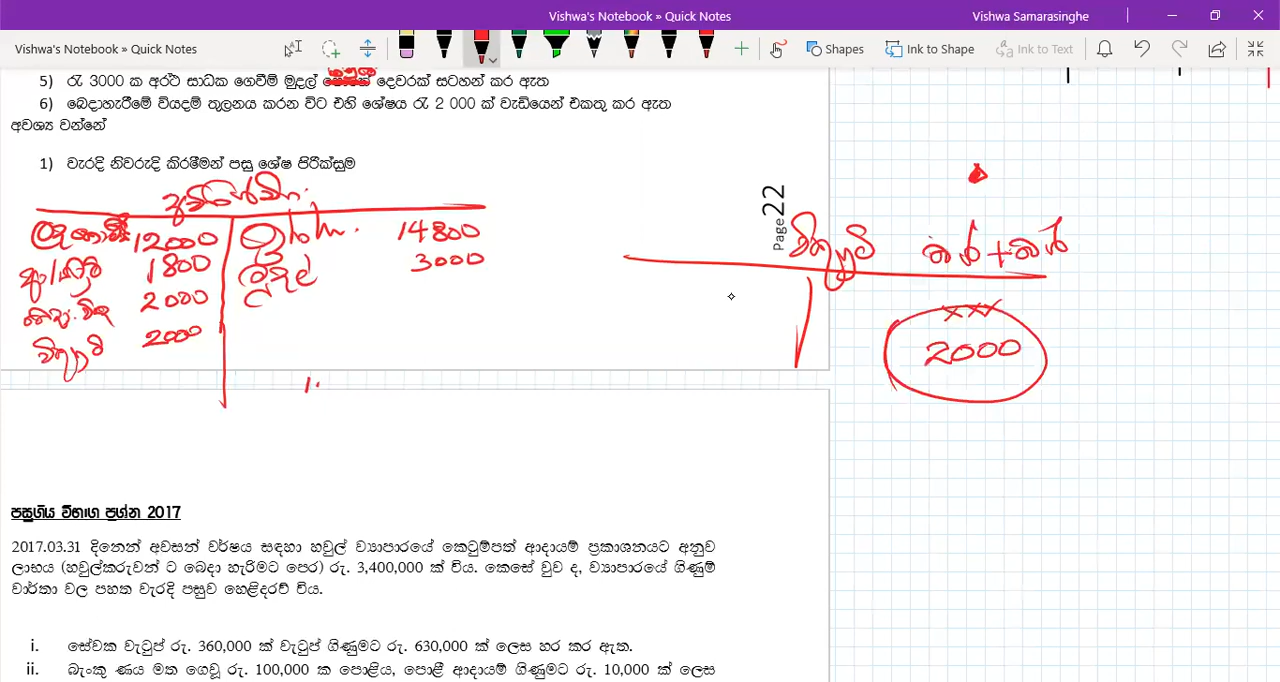 Vishwa's Notebook » Quick Notes
Vishwa Samarasinghe
Vishwa's Notebook » Quick Notes
Shapes
Ink to Shape
Ink to Text
5) රැ 3000 ක අරථ සාධක ගෙවීම් මුදල් දෙවරක් සටහන් කර ඇත
6) බෙදාහැරීමේ වියදම් තුලනය කරන විට එහි ශේෂය රැ 2 000 ක් වැඩියෙන් එකතු කර ඇත
අවශ්‍ය වන්නේ
1) වැරදි නිවරුදි කිරමීමෙන් පසු ශේෂ පිරික්සුම
12000
14800
1800
මුදල්
3000
2000
2000
Page 22
xxx
2000
පසුගිය විභාග ප්‍රශ්න 2017
2017.03.31 දිනෙන් අවසන් වර්ෂය සඳහා හවුල් ව්‍යාපාරයේ කෙටුම්පත් ආදායම් ප්‍රකාශනයට අනුව
ලාභය (හවුල්කරුවන් ට බෙදා හැරිමට පෙර) රු. 3,400,000 ක් විය. කෙසේ වුව ද, ව්‍යාපාරයේ ගිණුම්
වාර්තා වල පහත වැරදි පසුව හෙළිදරව් විය.
i. සේවක වැටුප් රු. 360,000 ක් වැටුප් ගිණුමට රු. 630,000 ක් ලෙස හර කර ඇත.
ii. බැංකු ණය මත ගෙවූ රු. 100,000 ක පොළිය, පොළී ආදායම් ගිණුමට රු. 10,000 ක් ලෙස